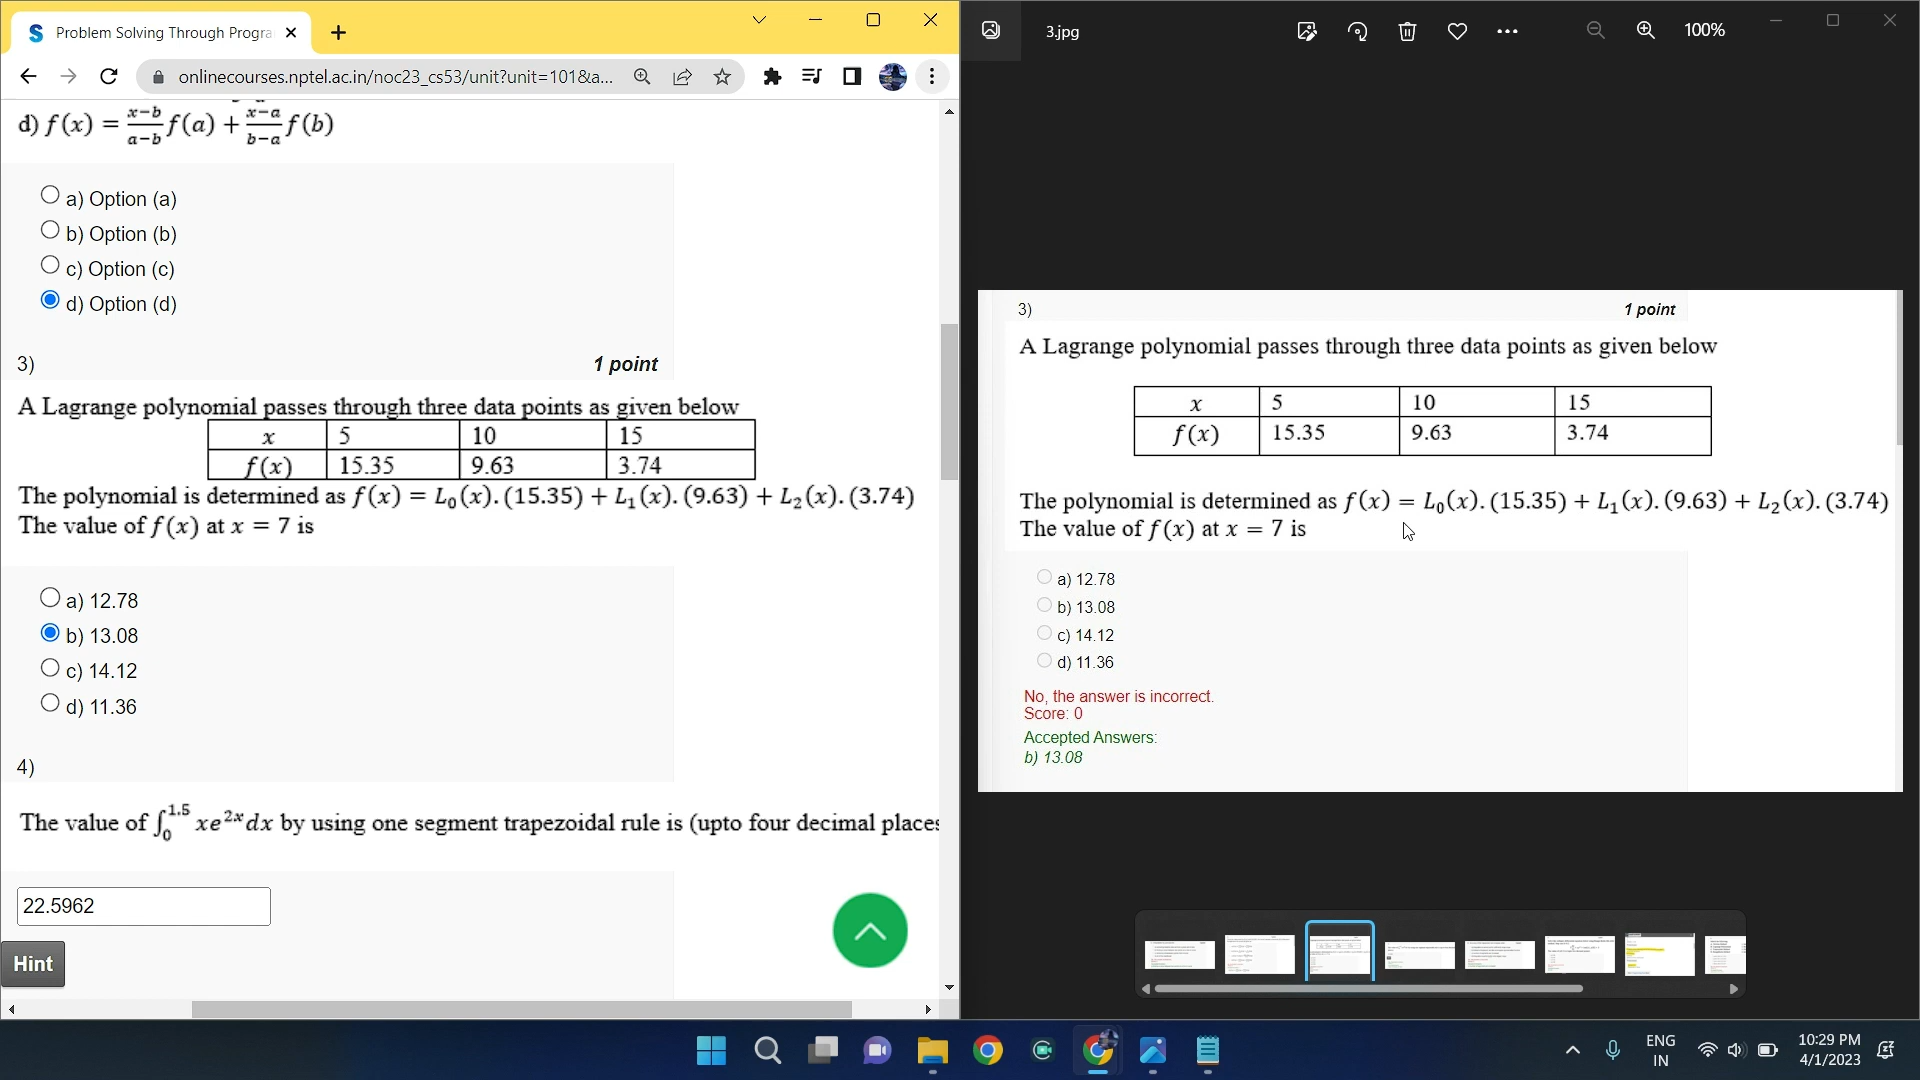 Problem Solving Through Progra
onlinecourses.nptel.ac.in/noc23_cs53/unit?unit=101&a...
d) f(x) = \frac{x-b}{a-b} f(a) + \frac{x-a}{b-a} f(b)
a) Option (a)
b) Option (b)
c) Option (c)
d) Option (d)
3)
1 point
A Lagrange polynomial passes through three data points as given below
x 5 10 15
f(x) 15.35 9.63 3.74
The polynomial is determined as f(x) = L₀(x).(15.35) + L₁(x).(9.63) + L₂(x).(3.74)
The value of f(x) at x = 7 is
a) 12.78
b) 13.08
c) 14.12
d) 11.36
4)
The value of ∫₀^{1.5} xe^{2x}dx by using one segment trapezoidal rule is (upto four decimal places
22.5962
Hint
3.jpg
100%
3)
1 point
A Lagrange polynomial passes through three data points as given below
x 5 10 15
f(x) 15.35 9.63 3.74
The polynomial is determined as f(x) = L₀(x).(15.35) + L₁(x).(9.63) + L₂(x).(3.74)
The value of f(x) at x = 7 is
a) 12.78
b) 13.08
c) 14.12
d) 11.36
No, the answer is incorrect.
Score: 0
Accepted Answers:
b) 13.08
ENG
IN
10:29 PM
4/1/2023